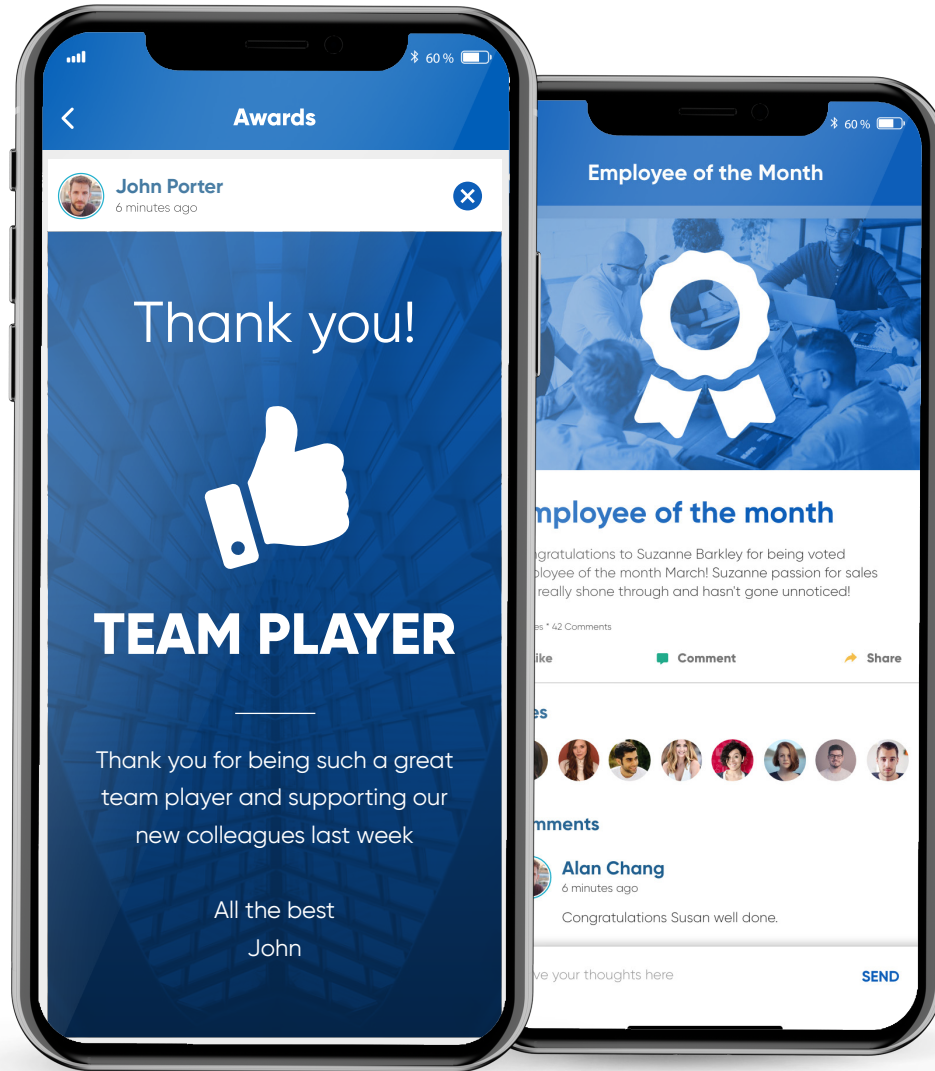 60 %
Awards
John Porter
6 minutes ago
Thank you!
TEAM PLAYER
Thank you for being such a great
team player and supporting our
new colleagues last week
All the best
John
60 %
Employee of the Month
mployee of the month
ngratulations to Suzanne Barkley for being voted
ployee of the month March! Suzanne passion for sales
really shone through and hasn't gone unnoticed!
es * 42 Comments
ike
Comment
Share
es
mments
Alan Chang
6 minutes ago
Congratulations Susan well done.
ve your thoughts here
SEND